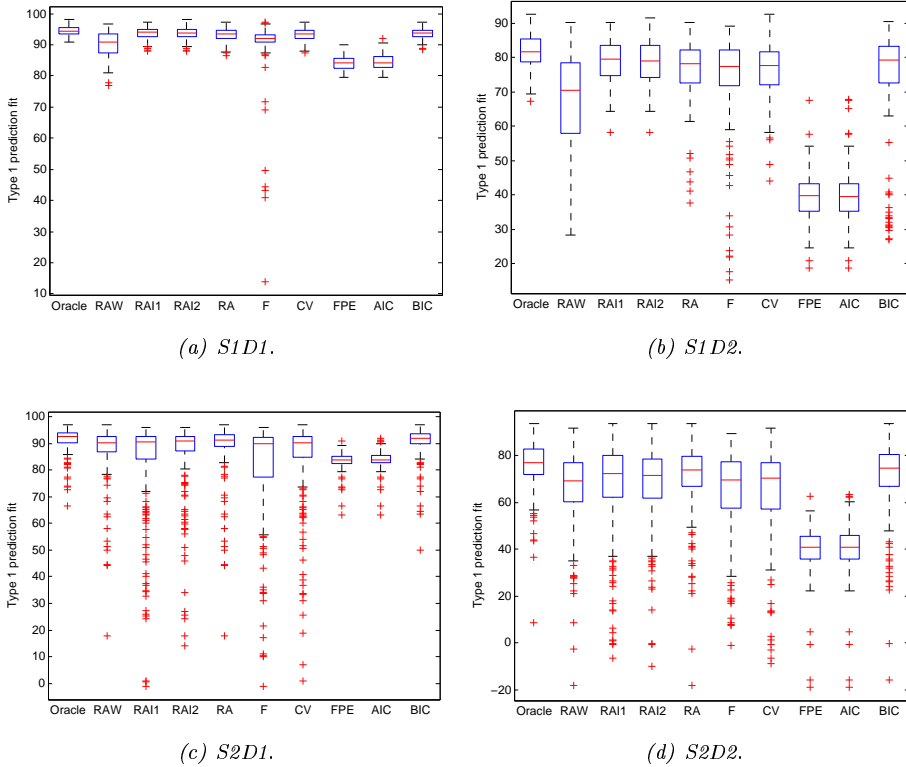 Type 1 prediction fit
100
90
80
70
60
50
40
30
20
10
Oracle RAW RAI1 RAI2 RA F CV FPE AIC BIC
(a) S1D1.
Type 1 prediction fit
90
80
70
60
50
40
30
20
Oracle RAW RAI1 RAI2 RA F CV FPE AIC BIC
(b) S1D2.
Type 1 prediction fit
100
90
80
70
60
50
40
30
20
10
0
Oracle RAW RAI1 RAI2 RA F CV FPE AIC BIC
(c) S2D1.
Type 1 prediction fit
80
60
40
20
0
−20
Oracle RAW RAI1 RAI2 RA F CV FPE AIC BIC
(d) S2D2.